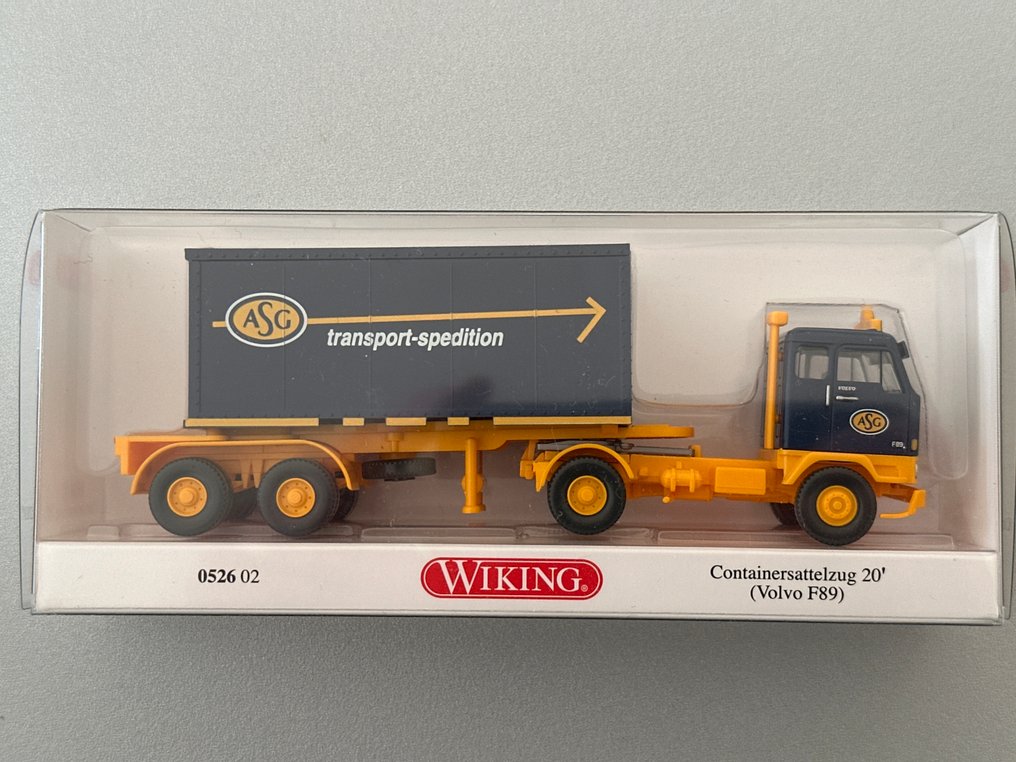 ASG
transport-spedition
VOLVO
ASG
F89
0526 02
WIKING®
Containersattelzug 20'
(Volvo F89)